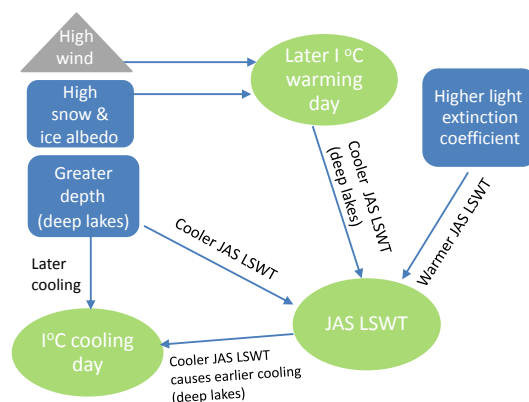 High
wind
High
snow &
ice albedo
Later I ºC
warming
day
Higher light
extinction
coefficient
Greater
depth
(deep lakes)
Cooler JAS LSWT
(deep lakes)
Cooler JAS LSWT
Warmer JAS LSWT
Later
cooling
JAS LSWT
IºC cooling
day
Cooler JAS LSWT
causes earlier cooling
(deep lakes)